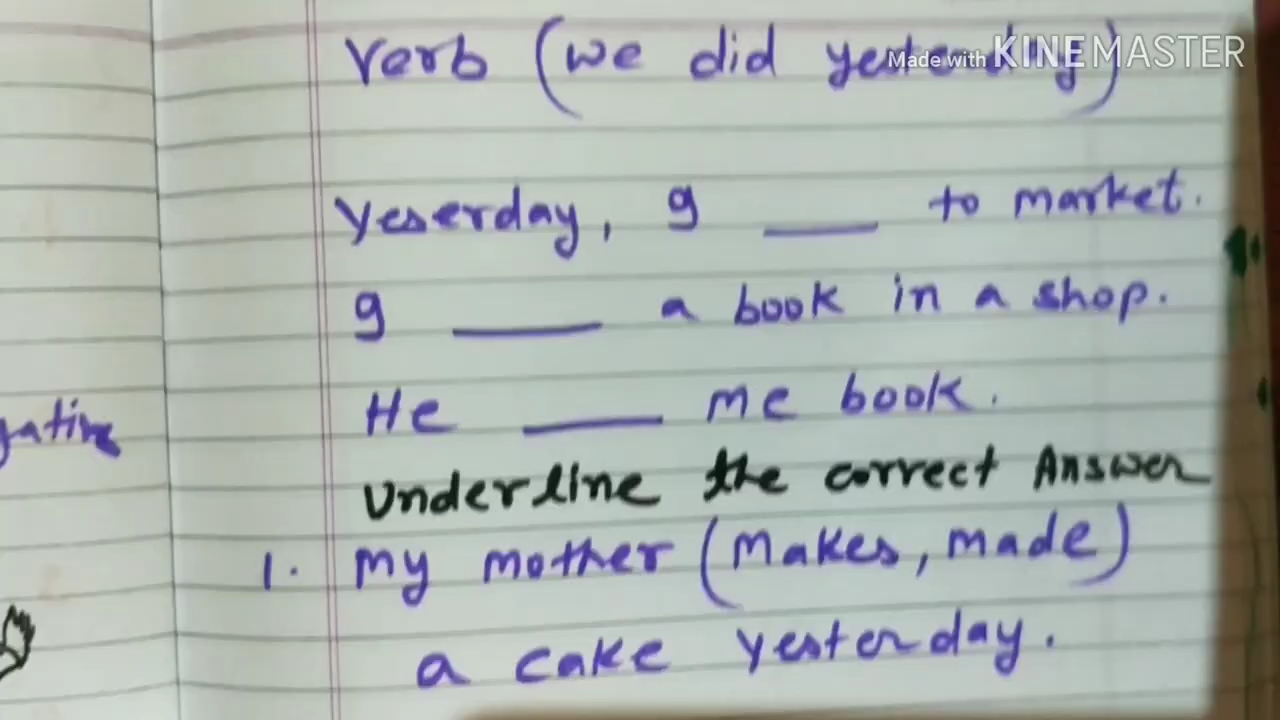 Verb (we did yesterday)
Made with KINEMASTER
Yeserday, I ____ to market.
I ____ a book in a shop.
He ____ me book.
gative
Underline the correct Answer
1. My mother (Makes, Made)
a cake yesterday.